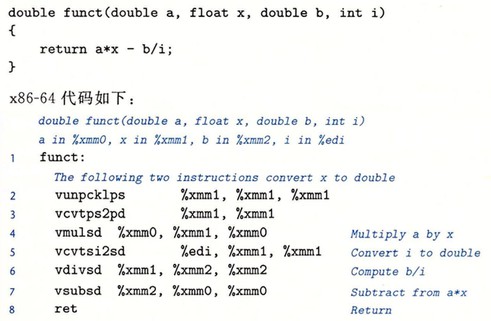 double funct(double a, float x, double b, int i)
{
return a*x - b/i;
}
x86-64 代码如下：
double funct(double a, float x, double b, int i)
a in %xmm0, x in %xmm1, b in %xmm2, i in %edi
1 funct:
The following two instructions convert x to double
2 vunpcklps %xmm1, %xmm1, %xmm1
3 vcvtps2pd %xmm1, %xmm1
4 vmulsd %xmm0, %xmm1, %xmm0 Multiply a by x
5 vcvtsi2sd %edi, %xmm1, %xmm1 Convert i to double
6 vdivsd %xmm1, %xmm2, %xmm2 Compute b/i
7 vsubsd %xmm2, %xmm0, %xmm0 Subtract from a*x
8 ret Return